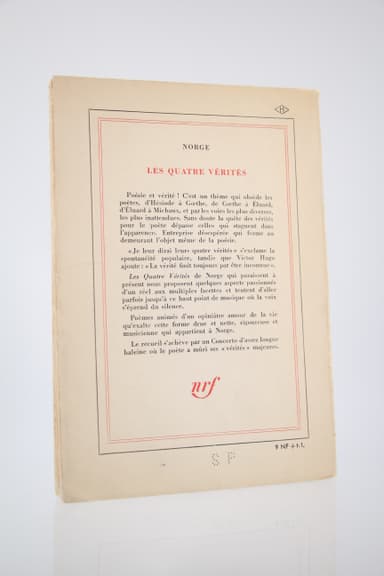 R
NORGE
LES QUATRE VÉRITÉS
Poésie et vérité ! C'est un thème qui obsède les
poètes, d'Hésiode à Gœthe, de Gœthe à Éluard,
d'Éluard à Michaux, et par les voies les plus diverses,
les plus inattendues. Sans doute la quête des vérités
pour le poète dépasse celles qui stagnent dans
l'apparence. Entreprise désespérée qui forme au
demeurant l'objet même de la poésie.
« Je leur dirai leurs quatre vérités » s'exclame la
spontanéité populaire, tandis que Victor Hugo
ajoute : « La vérité finit toujours par être inconnue ».
Les Quatre Vérités de Norge qui paraissent à
présent nous proposent quelques aspects passionnés
d'un réel aux multiples facettes et tentent d'aller
parfois jusqu'à ce haut point de musique où la voix
s'éprend du silence.
Poèmes animés d'un opiniâtre amour de la vie
qu'exalte cette forme drue et nette, vigoureuse et
musicienne qui appartient à Norge.
Le recueil s'achève par un Concerto d'assez longue
haleine où le poète a mûri ses « vérités » majeures.
nrf
9 NF + t. l.
S P